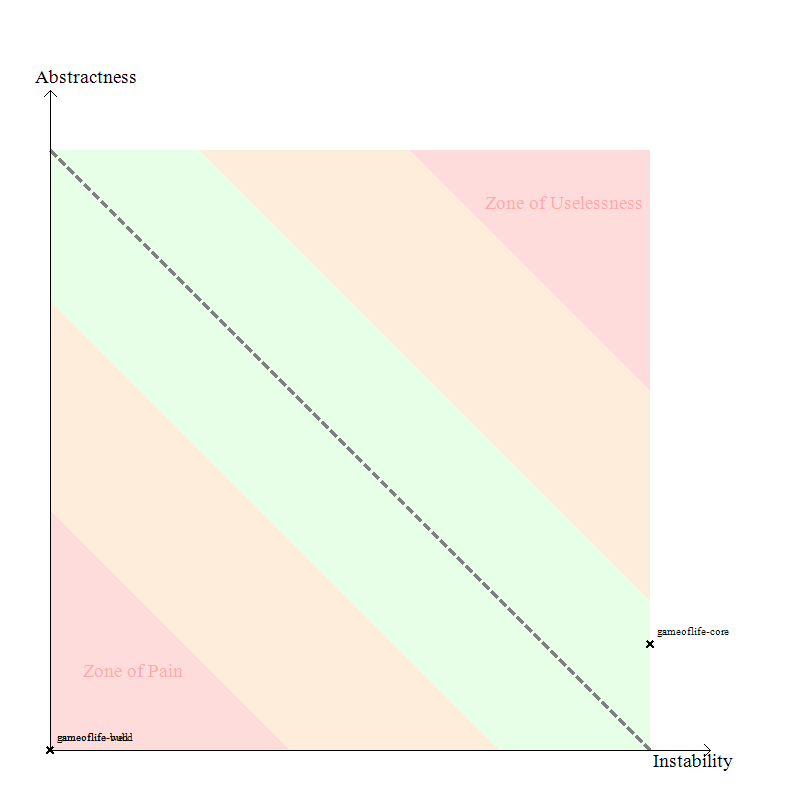 Abstractness
Zone of Uselessness
gameoflife-core
Zone of Pain
Instability